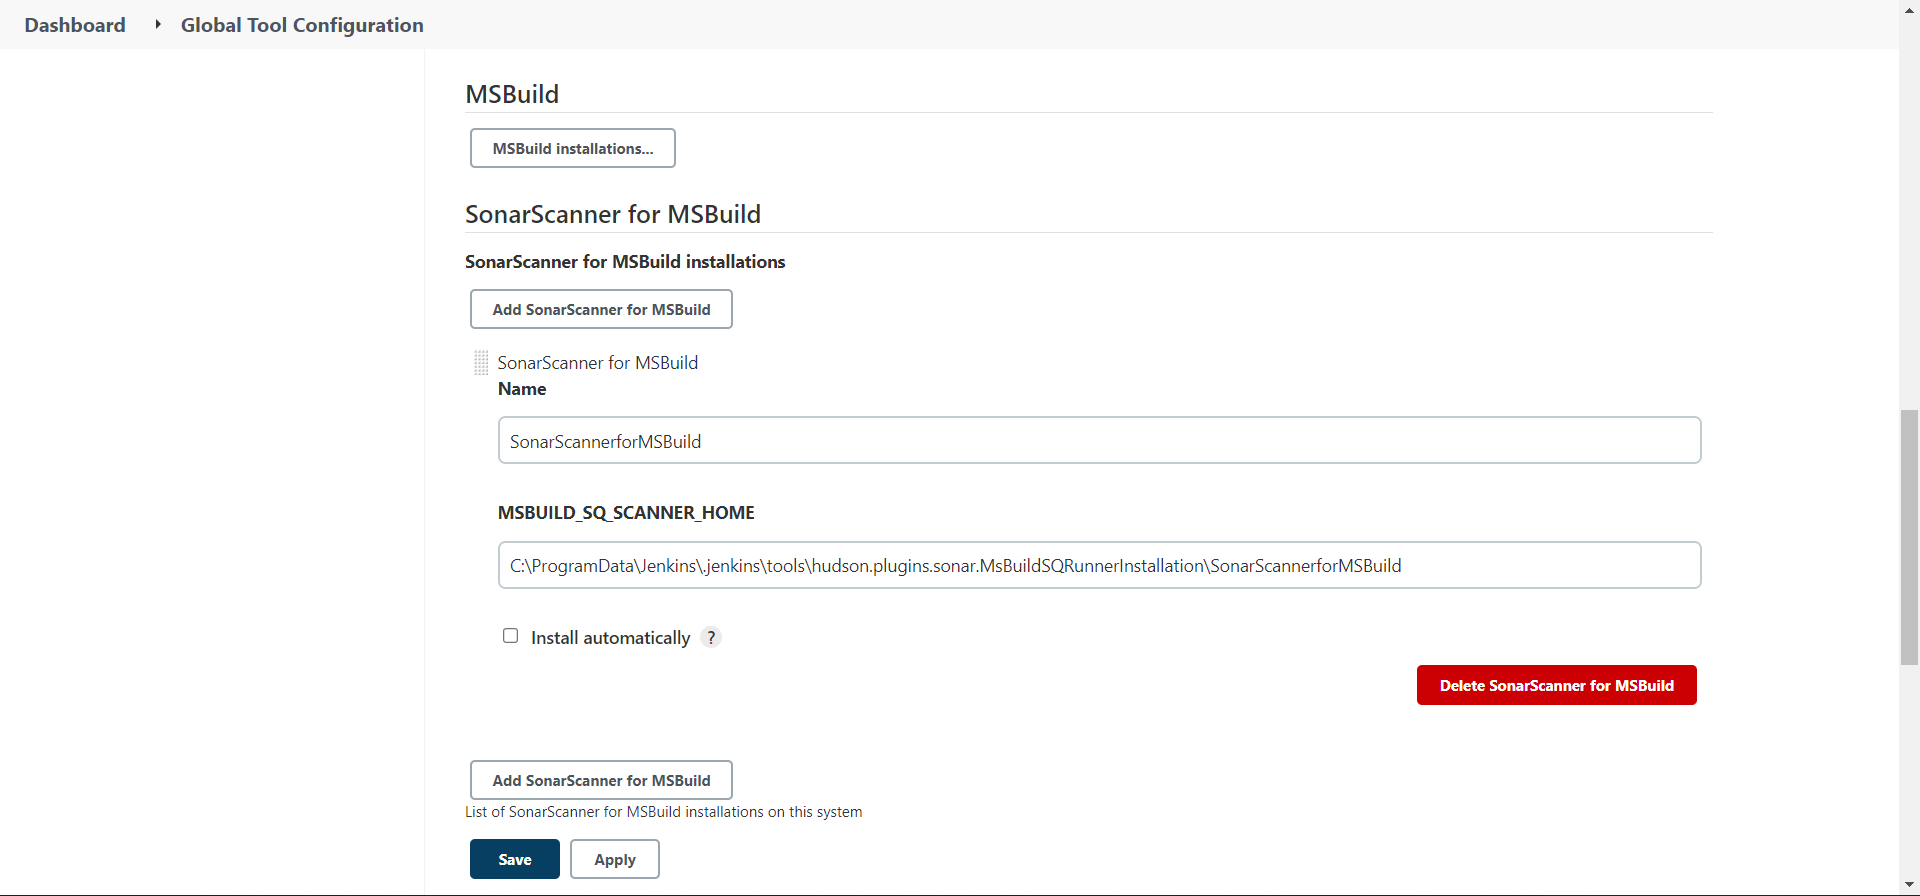 Dashboard
Global Tool Configuration
MSBuild
MSBuild installations...
SonarScanner for MSBuild
SonarScanner for MSBuild installations
Add SonarScanner for MSBuild
SonarScanner for MSBuild
Name
SonarScannerforMSBuild
MSBUILD_SQ_SCANNER_HOME
C:\ProgramData\Jenkins\.jenkins\tools\hudson.plugins.sonar.MsBuildSQRunnerInstallation\SonarScannerforMSBuild
Install automatically ?
Delete SonarScanner for MSBuild
Add SonarScanner for MSBuild
List of SonarScanner for MSBuild installations on this system
Save
Apply